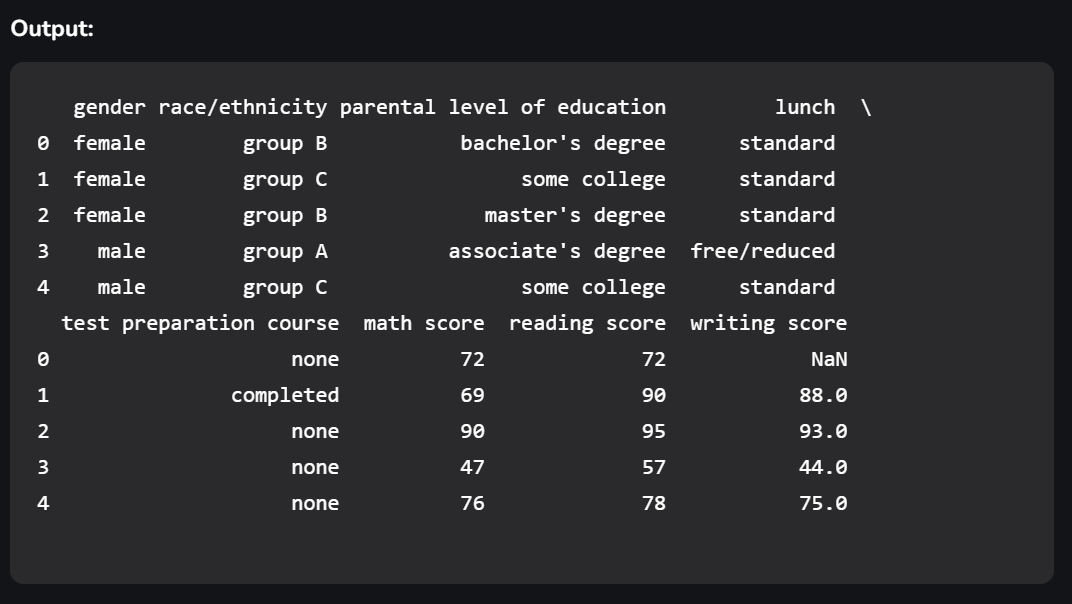 Output:
gender race/ethnicity parental level of education lunch \
0 female group B bachelor's degree standard
1 female group C some college standard
2 female group B master's degree standard
3 male group A associate's degree free/reduced
4 male group C some college standard
test preparation course math score reading score writing score
0 none 72 72 NaN
1 completed 69 90 88.0
2 none 90 95 93.0
3 none 47 57 44.0
4 none 76 78 75.0